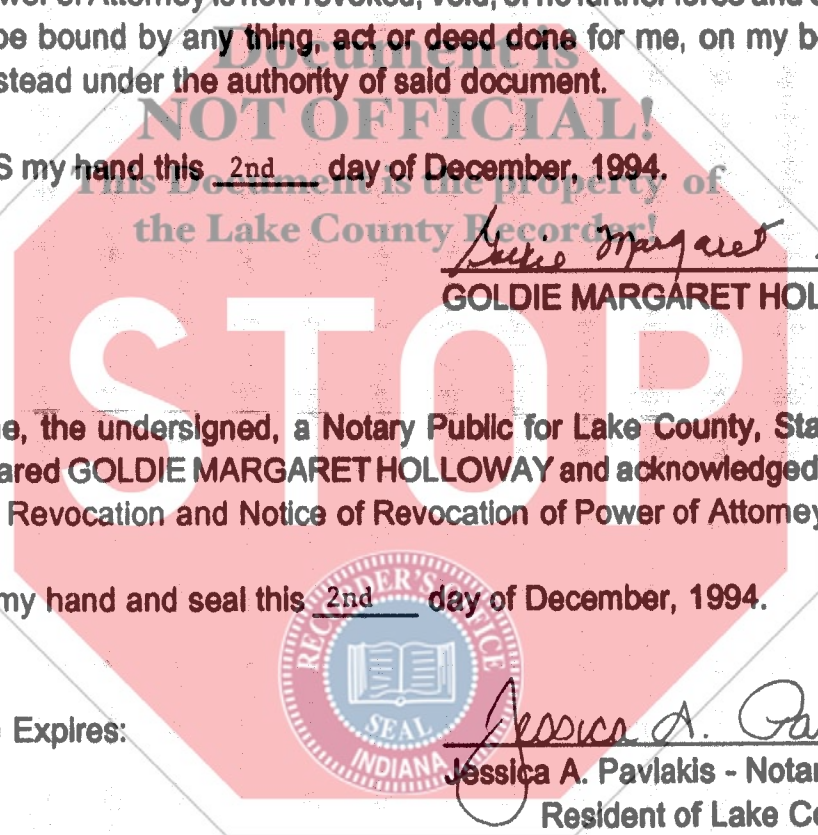 wer of Attorney is now revoked, void, of no further force and
be bound by any thing, act or deed done for me, on my b
stead under the authority of said document.
Document is
NOT OFFICIAL!
S my hand this 2nd day of December, 1994.
This Document is the property of
the Lake County Recorder!
Goldie Margaret
GOLDIE MARGARET HOL
STOP
e, the undersigned, a Notary Public for Lake County, Sta
ared GOLDIE MARGARET HOLLOWAY and acknowledged
Revocation and Notice of Revocation of Power of Attorney
my hand and seal this 2nd day of December, 1994.
RECORDER'S OFFICE
SEAL
INDIANA
Expires:
Jessica A. Pa
Jessica A. Pavlakis - Notar
Resident of Lake Co